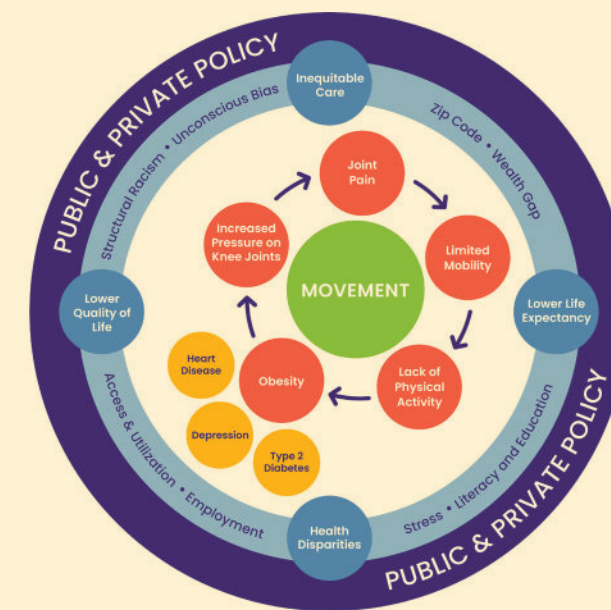 PUBLIC & PRIVATE POLICY
Structural Racism • Unconscious Bias
Inequitable
Care
Zip Code • Wealth Gap
Joint
Pain
Increased
Pressure on
Knee Joints
Limited
Mobility
MOVEMENT
Lower
Quality of
Life
Lower Life
Expectancy
Heart
Disease
Obesity
Lack of
Physical
Activity
Depression
Type 2
Diabetes
Access & Utilization • Employment
Health
Disparities
Stress • Literacy and Education
PUBLIC & PRIVATE POLICY